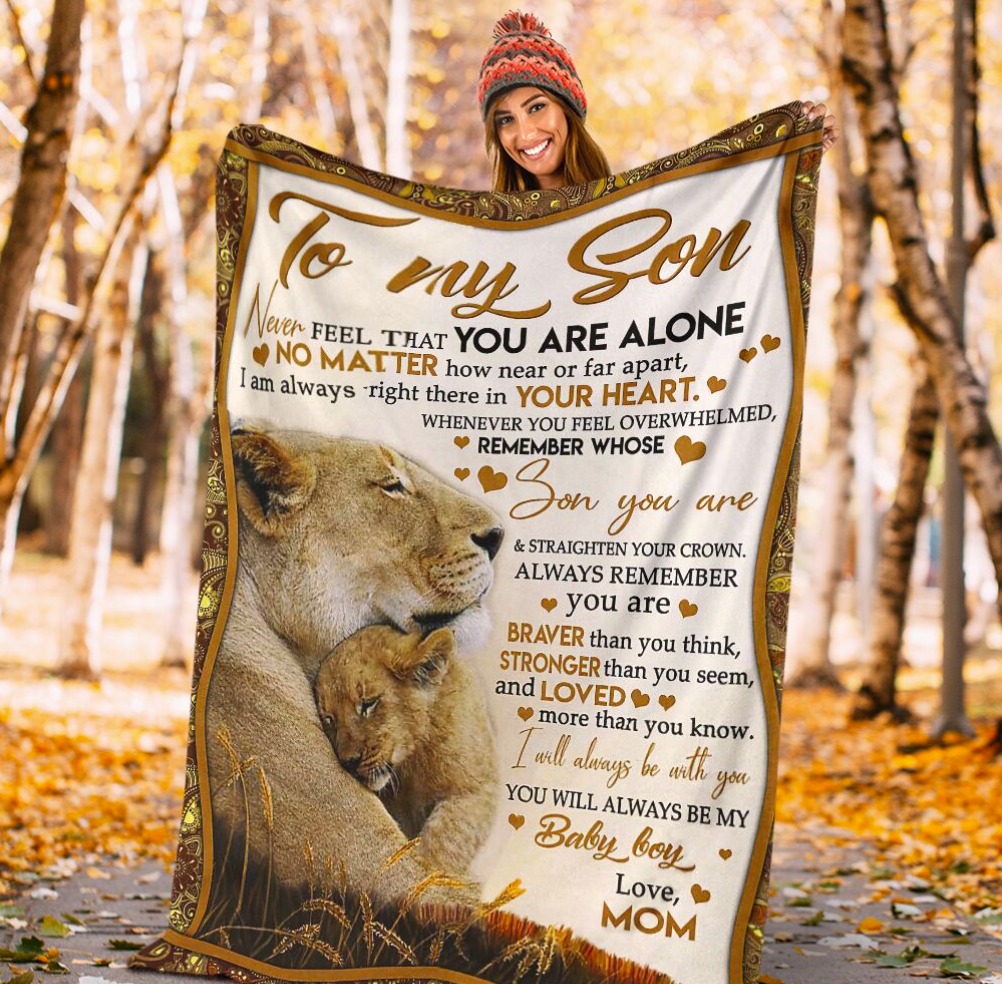 To my Son
Never FEEL THAT YOU ARE ALONE
NO MATTER how near or far apart,
I am always right there in YOUR HEART.
WHENEVER YOU FEEL OVERWHELMED,
REMEMBER WHOSE
Son you are
& STRAIGHTEN YOUR CROWN.
ALWAYS REMEMBER
you are
BRAVER than you think,
STRONGER than you seem,
and LOVED
more than you know.
I will always be with you
YOU WILL ALWAYS BE MY
Baby boy
Love,
MOM